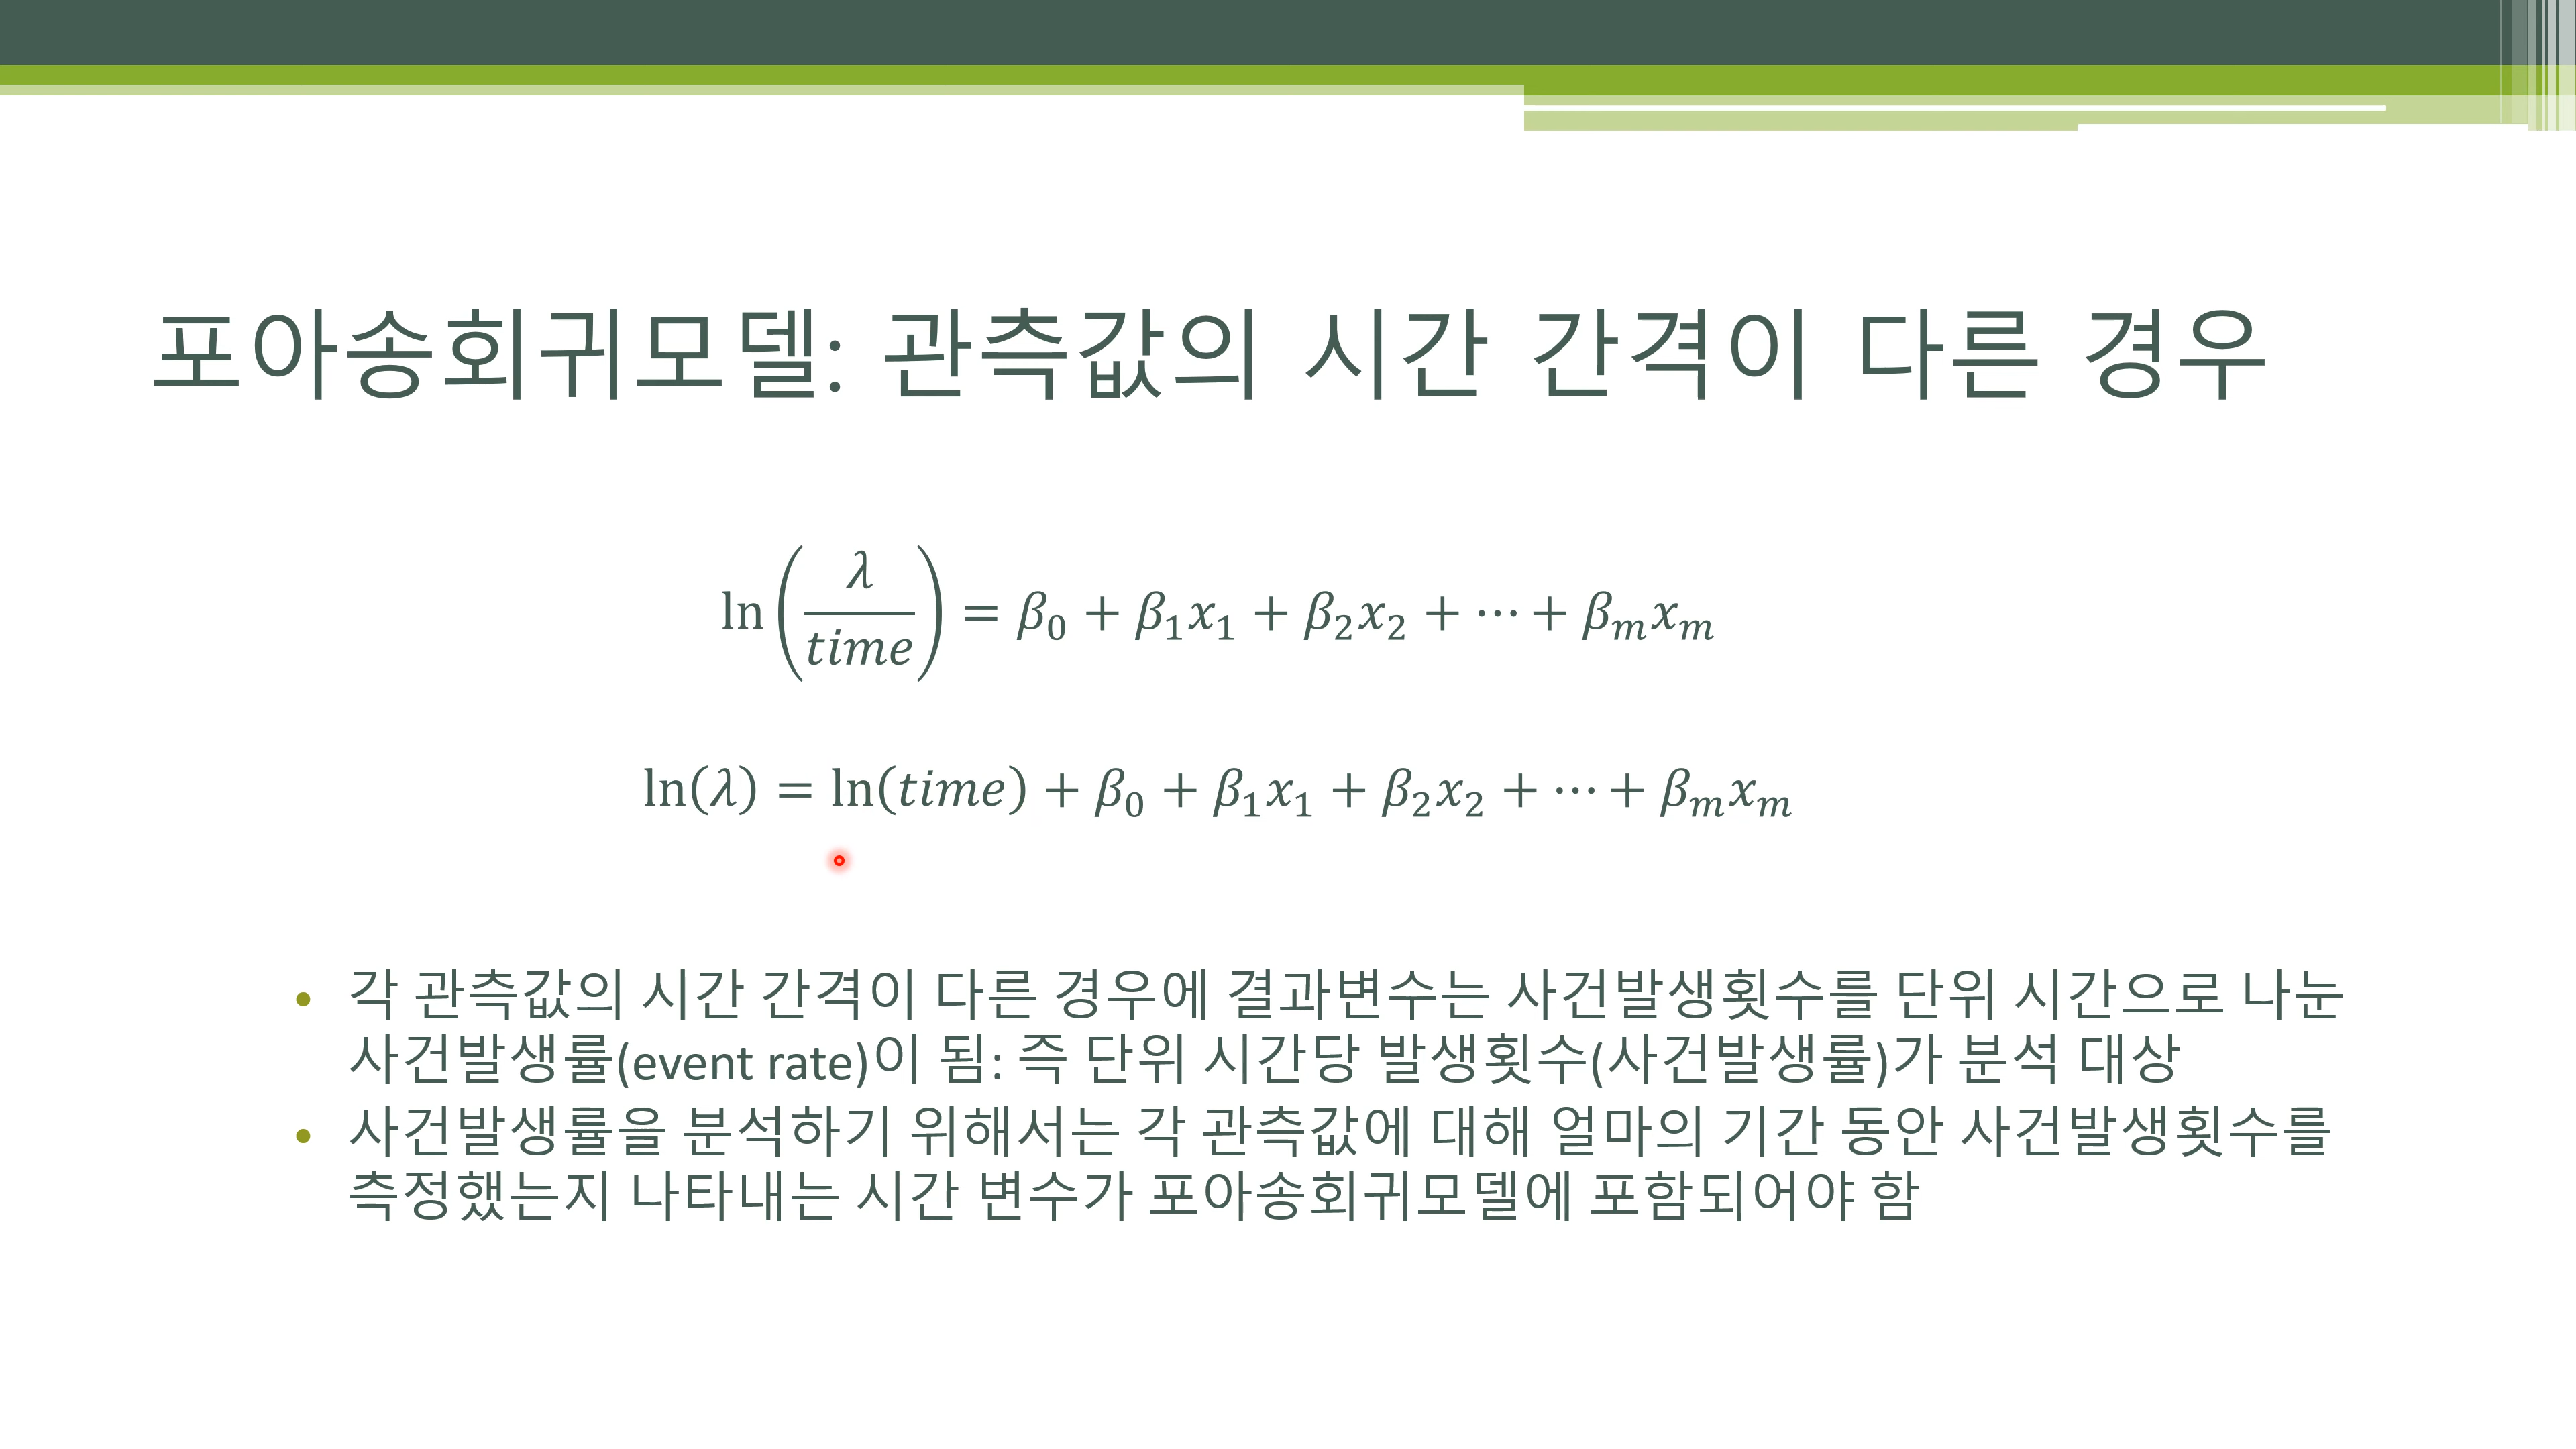 포아송회귀모델: 관측값의 시간 간격이 다른 경우
ln(λ/time) = β₀ + β₁x₁ + β₂x₂ + ⋯ + βₘxₘ
ln(λ) = ln(time) + β₀ + β₁x₁ + β₂x₂ + ⋯ + βₘxₘ
• 각 관측값의 시간 간격이 다른 경우에 결과변수는 사건발생횟수를 단위 시간으로 나눈
사건발생률(event rate)이 됨: 즉 단위 시간당 발생횟수(사건발생률)가 분석 대상
• 사건발생률을 분석하기 위해서는 각 관측값에 대해 얼마의 기간 동안 사건발생횟수를
측정했는지 나타내는 시간 변수가 포아송회귀모델에 포함되어야 함